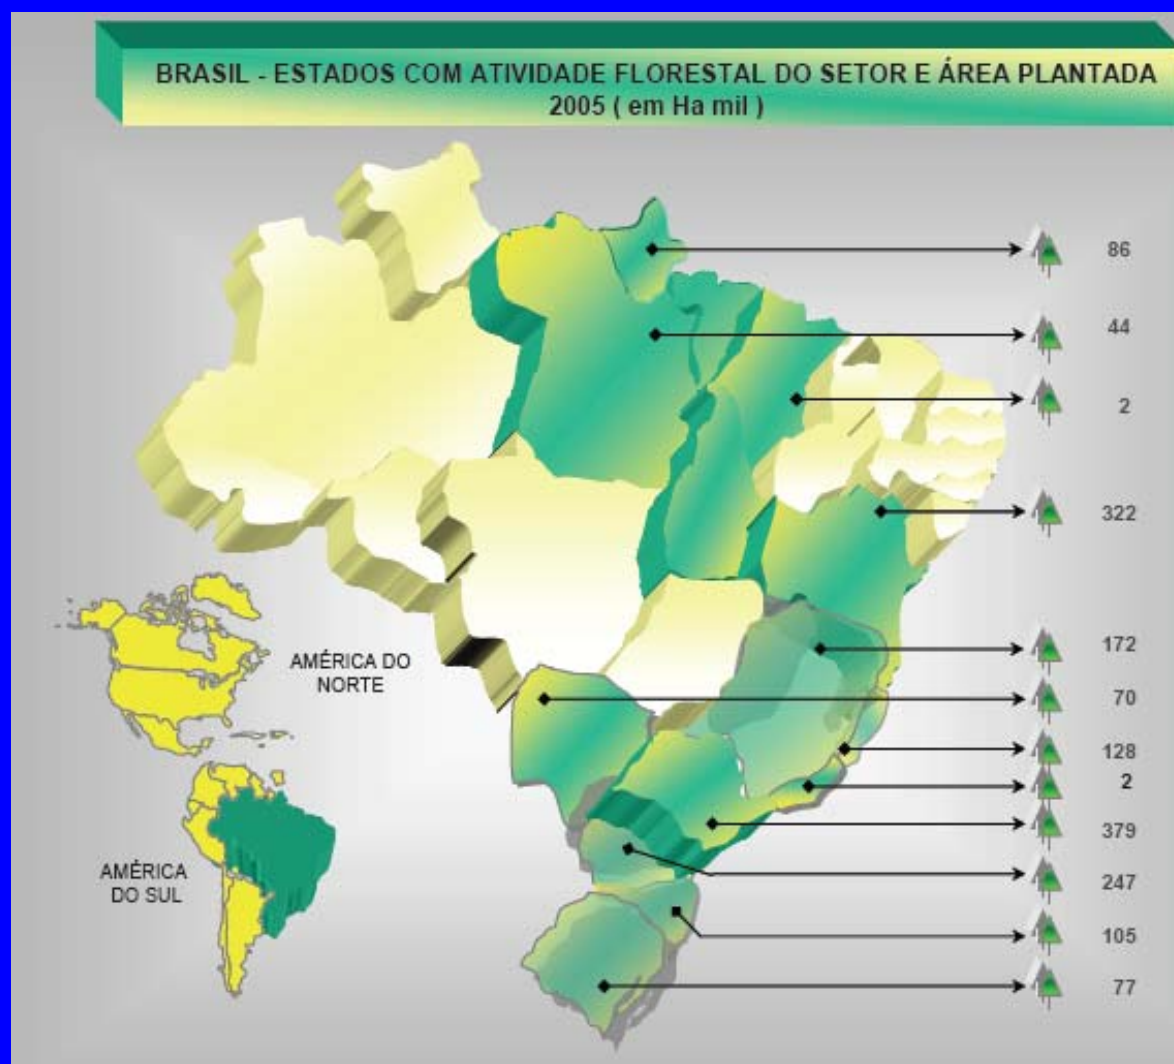 BRASIL - ESTADOS COM ATIVIDADE FLORESTAL DO SETOR E ÁREA PLANTADA
2005 ( em Ha mil )
86
44
2
322
172
70
128
2
379
247
105
77
AMÉRICA DO
NORTE
AMÉRICA
DO SUL